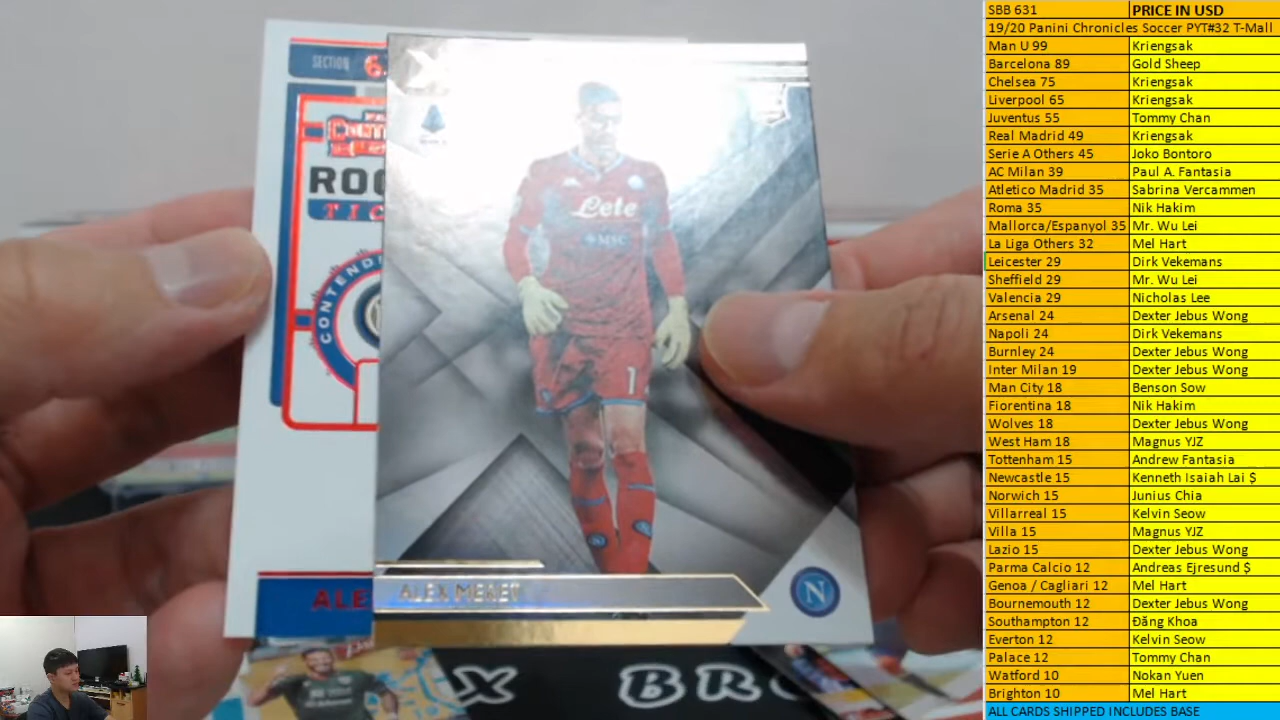 SECTION 6
ROO
TIC
CONTENDE
ALE
Lete
MSC
1
ALEX MERET
N
X BR
SBB 631 PRICE IN USD
19/20 Panini Chronicles Soccer PYT#32 T-Mall
Man U 99 Kriengsak
Barcelona 89 Gold Sheep
Chelsea 75 Kriengsak
Liverpool 65 Kriengsak
Juventus 55 Tommy Chan
Real Madrid 49 Kriengsak
Serie A Others 45 Joko Bontoro
AC Milan 39 Paul A. Fantasia
Atletico Madrid 35 Sabrina Vercammen
Roma 35 Nik Hakim
Mallorca/Espanyol 35 Mr. Wu Lei
La Liga Others 32 Mel Hart
Leicester 29 Dirk Vekemans
Sheffield 29 Mr. Wu Lei
Valencia 29 Nicholas Lee
Arsenal 24 Dexter Jebus Wong
Napoli 24 Dirk Vekemans
Burnley 24 Dexter Jebus Wong
Inter Milan 19 Dexter Jebus Wong
Man City 18 Benson Sow
Fiorentina 18 Nik Hakim
Wolves 18 Dexter Jebus Wong
West Ham 18 Magnus YJZ
Tottenham 15 Andrew Fantasia
Newcastle 15 Kenneth Isaiah Lai $
Norwich 15 Junius Chia
Villarreal 15 Kelvin Seow
Villa 15 Magnus YJZ
Lazio 15 Dexter Jebus Wong
Parma Calcio 12 Andreas Ejresund $
Genoa / Cagliari 12 Mel Hart
Bournemouth 12 Dexter Jebus Wong
Southampton 12 Đăng Khoa
Everton 12 Kelvin Seow
Palace 12 Tommy Chan
Watford 10 Nokan Yuen
Brighton 10 Mel Hart
ALL CARDS SHIPPED INCLUDES BASE